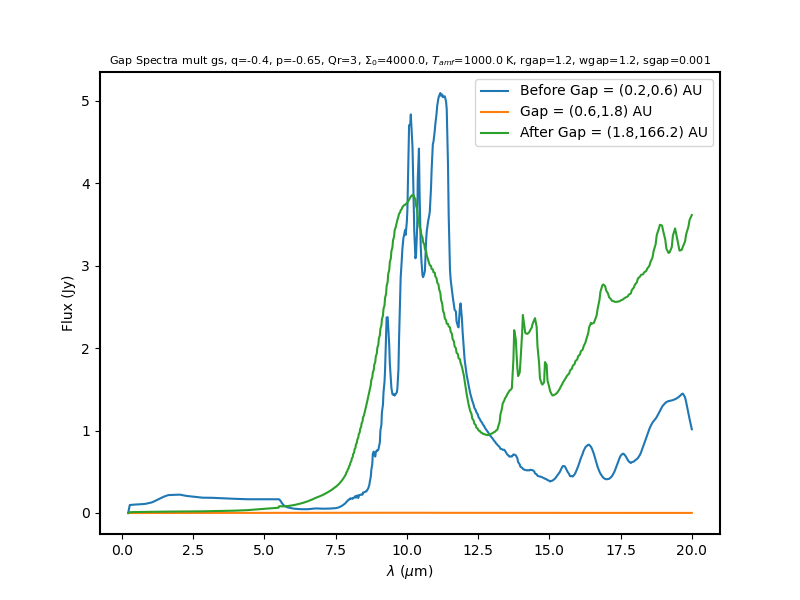 Gap Spectra mult gs, q=-0.4, p=-0.65, Qr=3, Σ₀=4000.0, T_amf=1000.0 K, rgap=1.2, wgap=1.2, sgap=0.001
Before Gap = (0.2,0.6) AU
Gap = (0.6,1.8) AU
After Gap = (1.8,166.2) AU
Flux (Jy)
5
4
3
2
1
0
0.0 2.5 5.0 7.5 10.0 12.5 15.0 17.5 20.0
λ (μm)